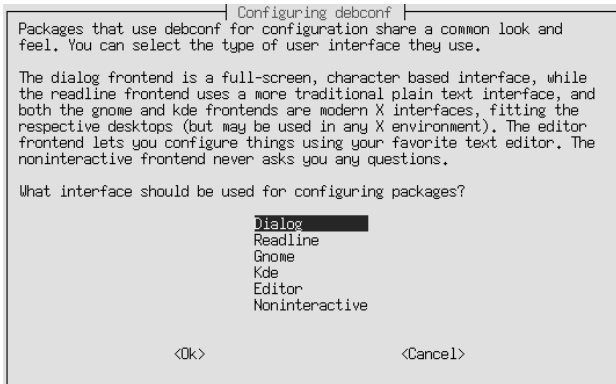 Configuring debconf
Packages that use debconf for configuration share a common look and
feel. You can select the type of user interface they use.
The dialog frontend is a full-screen, character based interface, while
the readline frontend uses a more traditional plain text interface, and
both the gnome and kde frontends are modern X interfaces, fitting the
respective desktops (but may be used in any X environment). The editor
frontend lets you configure things using your favorite text editor. The
noninteractive frontend never asks you any questions.
What interface should be used for configuring packages?
Dialog
Readline
Gnome
Kde
Editor
Noninteractive
<Ok> <Cancel>